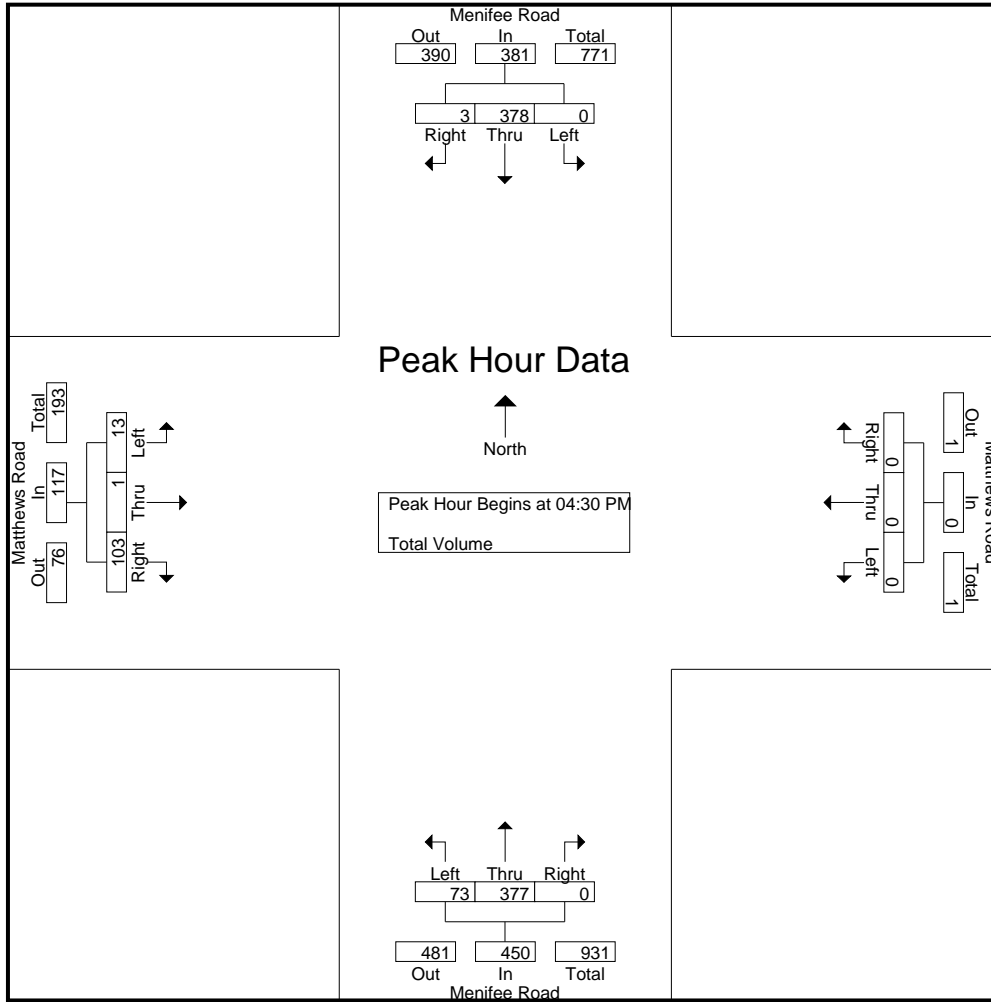 Menifee Road
Out In Total
390 381 771
3 378 0
Right Thru Left
Peak Hour Data
North
Peak Hour Begins at 04:30 PM
Total Volume
Matthews Road
Total In Out
193 117 76
13 1 103
Left Thru Right
Matthews Road
Out In Total
1 0 1
Right Thru Left
0 0 0
Left Thru Right
73 377 0
481 450 931
Out In Total
Menifee Road